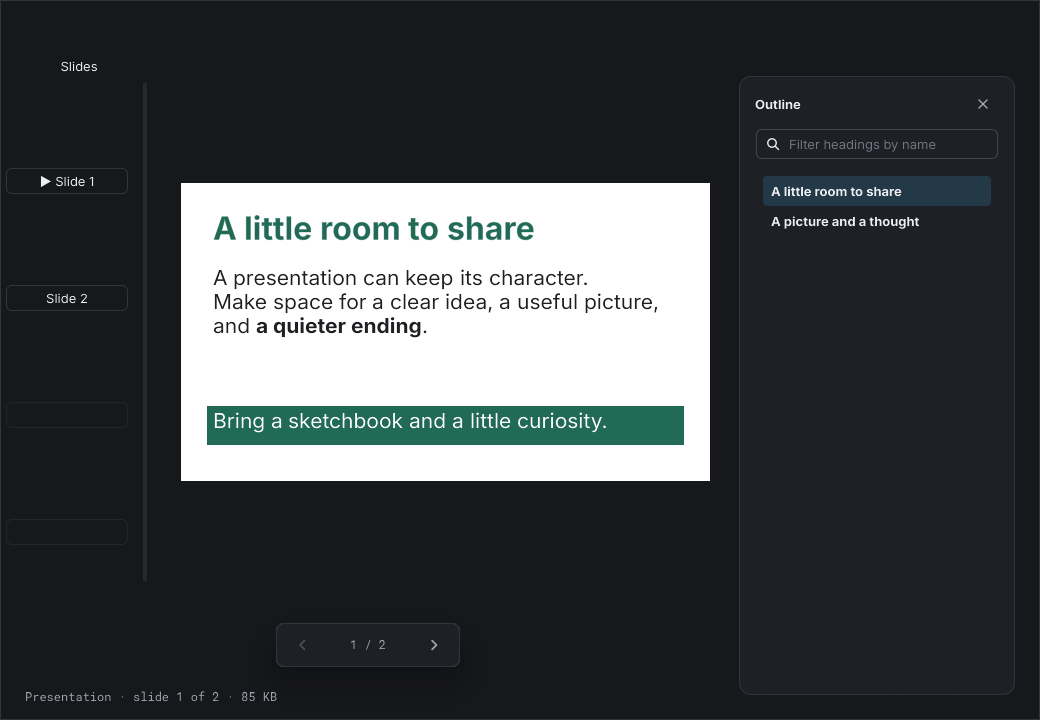 Slides
▶ Slide 1
Slide 2
A little room to share
A presentation can keep its character.
Make space for a clear idea, a useful picture,
and a quieter ending.
Bring a sketchbook and a little curiosity.
1 / 2
Presentation · slide 1 of 2 · 85 KB
Outline
Filter headings by name
A little room to share
A picture and a thought